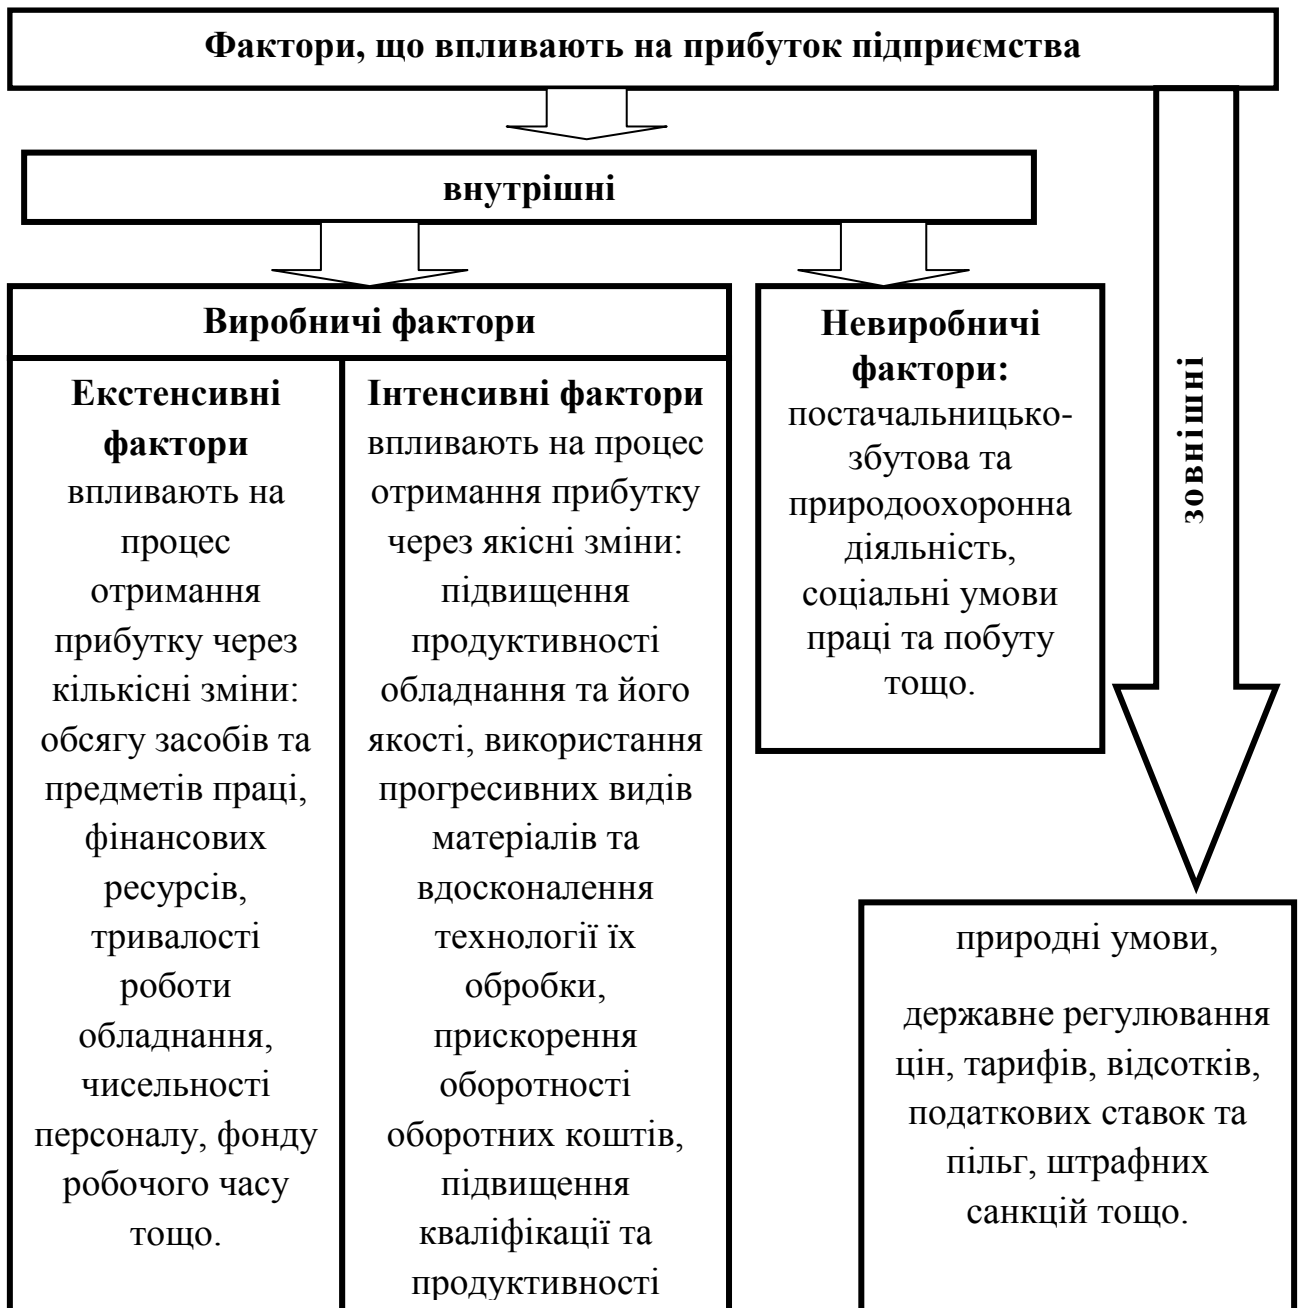 Фактори, що впливають на прибуток підприємства
внутрішні
Виробничі фактори
Екстенсивні
фактори
впливають на
процес
отримання
прибутку через
кількісні зміни:
обсягу засобів та
предметів праці,
фінансових
ресурсів,
тривалості
роботи
обладнання,
чисельності
персоналу, фонду
робочого часу
тощо.
Інтенсивні фактори
впливають на процес
отримання прибутку
через якісні зміни:
підвищення
продуктивності
обладнання та його
якості, використання
прогресивних видів
матеріалів та
вдосконалення
технології їх
обробки,
прискорення
оборотності
оборотних коштів,
підвищення
кваліфікації та
продуктивності
Невиробничі
фактори:
постачальницько-
збутова та
природоохоронна
діяльність,
соціальні умови
праці та побуту
тощо.
зовнішні
природні умови,
державне регулювання
цін, тарифів, відсотків,
податкових ставок та
пільг, штрафних
санкцій тощо.